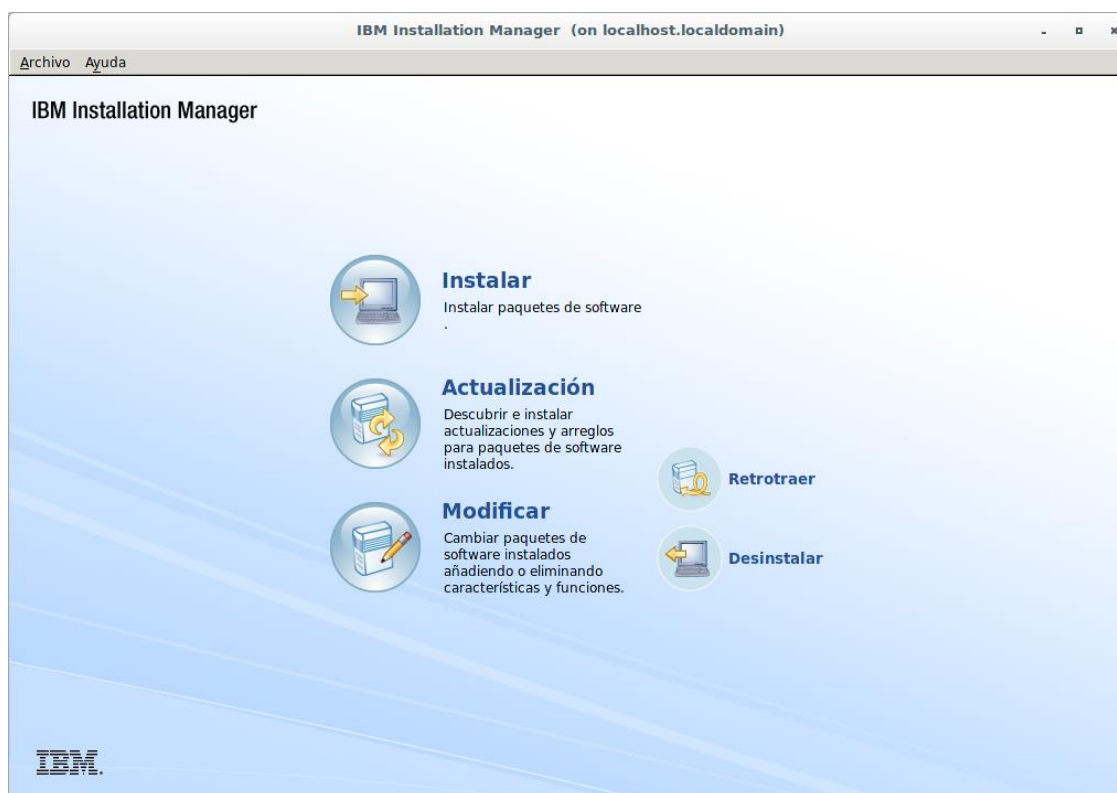 IBM Installation Manager (on localhost.localdomain)
Archivo Ayuda
IBM Installation Manager
Instalar
Instalar paquetes de software
.
Actualización
Descubrir e instalar
actualizaciones y arreglos
para paquetes de software
instalados.
Retrotraer
Modificar
Cambiar paquetes de
software instalados
añadiendo o eliminando
características y funciones.
Desinstalar
IBM.